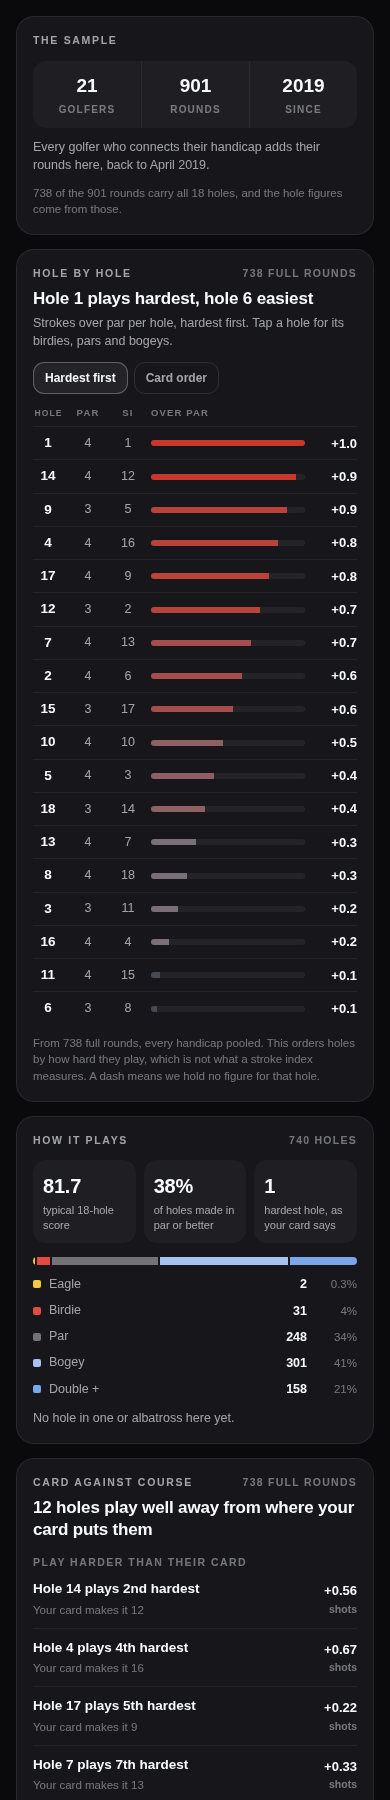 THE SAMPLE
21 901 2019
GOLFERS ROUNDS SINCE
Every golfer who connects their handicap adds their
rounds here, back to April 2019.
738 of the 901 rounds carry all 18 holes, and the hole figures
come from those.
HOLE BY HOLE 738 FULL ROUNDS
Hole 1 plays hardest, hole 6 easiest
Strokes over par per hole, hardest first. Tap a hole for its
birdies, pars and bogeys.
Hardest first Card order
HOLE PAR SI OVER PAR
1 4 1 +1.0
14 4 12 +0.9
9 3 5 +0.9
4 4 16 +0.8
17 4 9 +0.8
12 3 2 +0.7
7 4 13 +0.7
2 4 6 +0.6
15 3 17 +0.6
10 4 10 +0.5
5 4 3 +0.4
18 3 14 +0.4
13 4 7 +0.3
8 4 18 +0.3
3 3 11 +0.2
16 4 4 +0.2
11 4 15 +0.1
6 3 8 +0.1
From 738 full rounds, every handicap pooled. This orders holes
by how hard they play, which is not what a stroke index
measures. A dash means we hold no figure for that hole.
HOW IT PLAYS 740 HOLES
81.7 38% 1
typical 18-hole of holes made in hardest hole, as
score par or better your card says
Eagle 2 0.3%
Birdie 31 4%
Par 248 34%
Bogey 301 41%
Double + 158 21%
No hole in one or albatross here yet.
CARD AGAINST COURSE 738 FULL ROUNDS
12 holes play well away from where your
card puts them
PLAY HARDER THAN THEIR CARD
Hole 14 plays 2nd hardest +0.56
Your card makes it 12 shots
Hole 4 plays 4th hardest +0.67
Your card makes it 16 shots
Hole 17 plays 5th hardest +0.22
Your card makes it 9 shots
Hole 7 plays 7th hardest +0.33
Your card makes it 13 shots